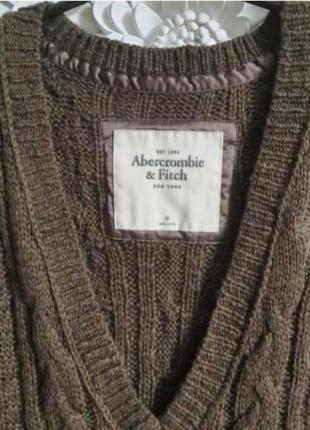 EST. 1892
Abercrombie
& Fitch
NEW YORK
M